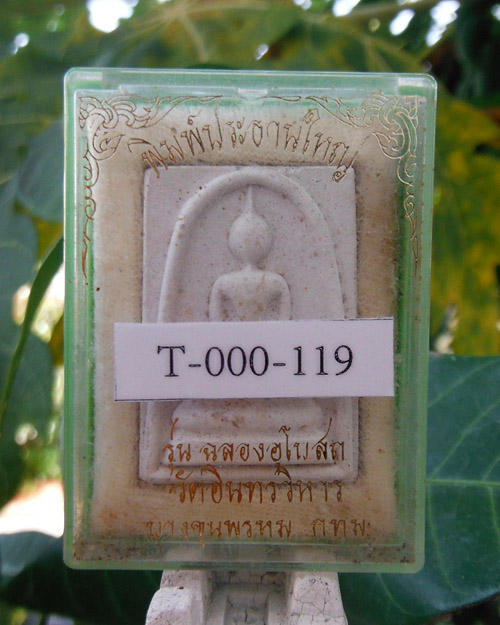 พิมพ์ประธานใหญ่
T-000-119
รุ่น ฉลองอุโบสถ
วัดอินทรวิหาร
บางขุนพรหม กทม.